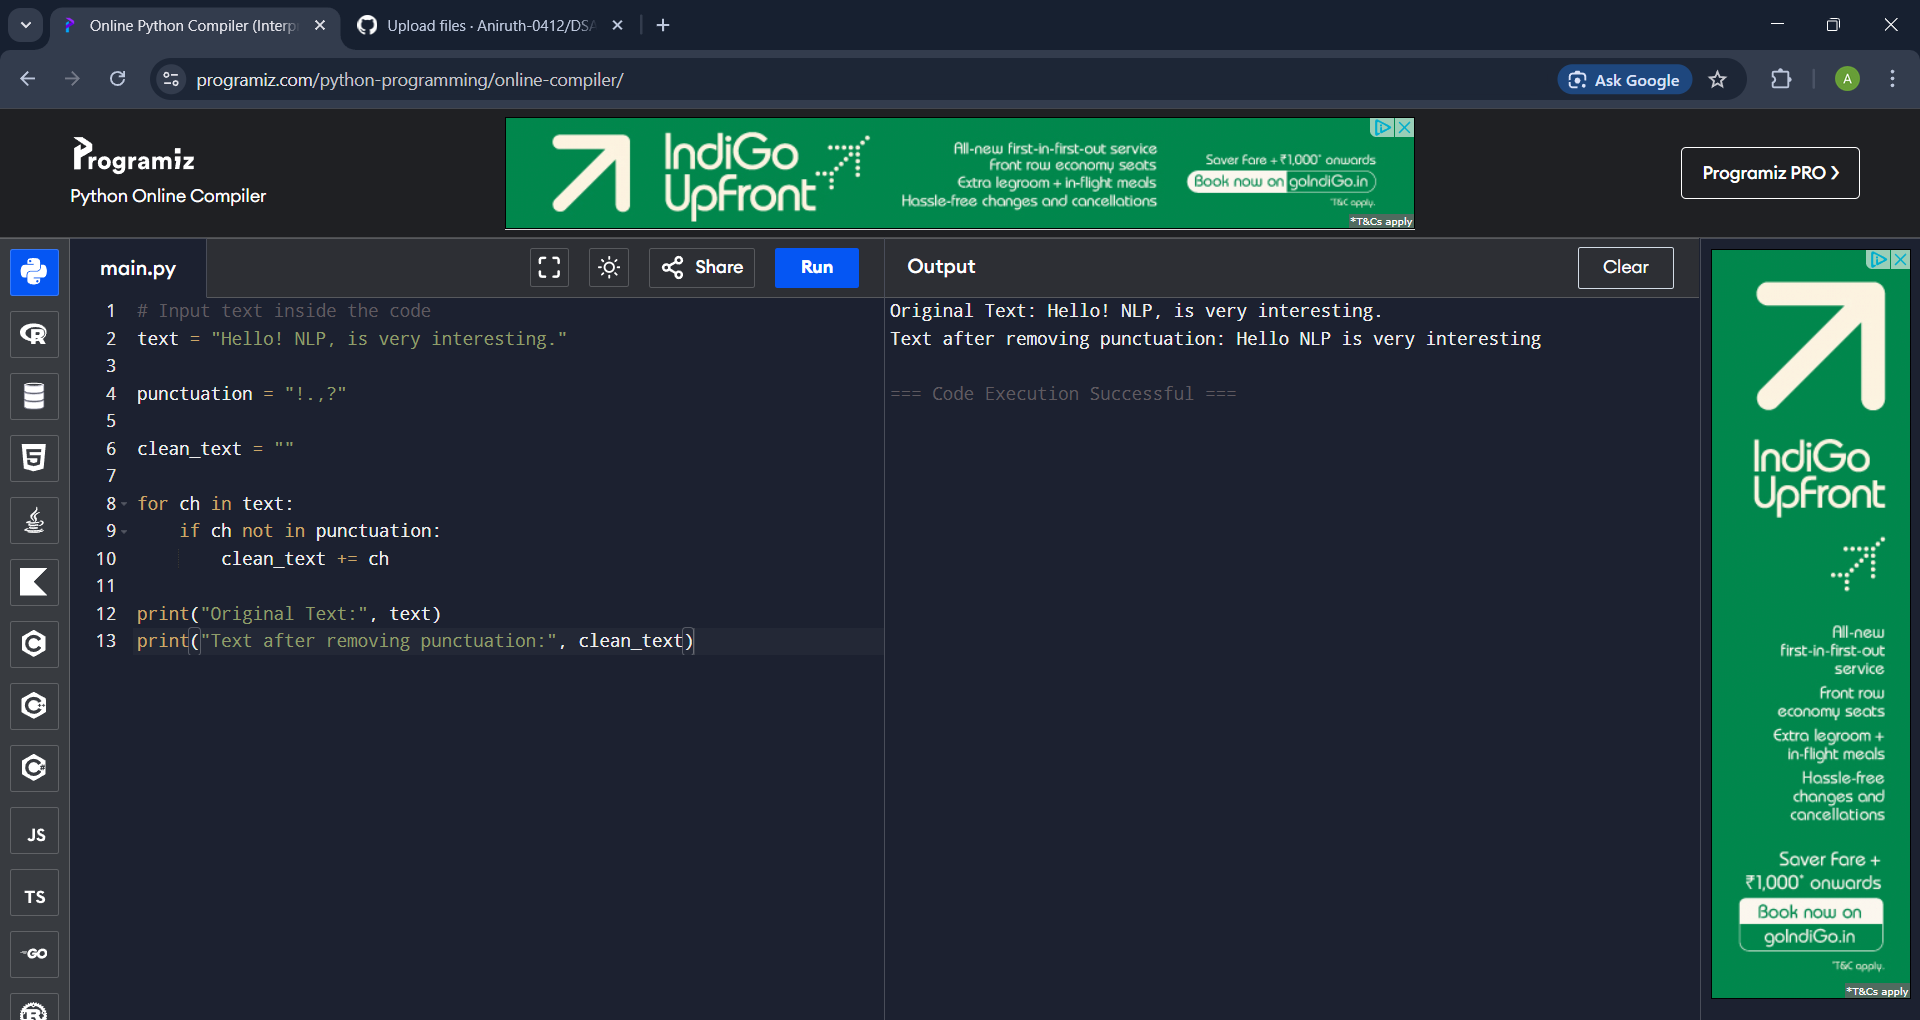 Online Python Compiler (Interp
Upload files · Aniruth-0412/DSA
programiz.com/python-programming/online-compiler/
Ask Google
A
Programiz
Python Online Compiler
IndiGo
UpFront
All-new first-in-first-out service
Front row economy seats
Extra legroom + in-flight meals
Hassle-free changes and cancellations
Saver Fare + ₹1,000* onwards
Book now on goIndiGo.in
*T&C apply.
*T&Cs apply
Programiz PRO
main.py
Share
Run
Output
Clear
1 # Input text inside the code
2 text = "Hello! NLP, is very interesting."
3
4 punctuation = "!.,?"
5
6 clean_text = ""
7
8 for ch in text:
9     if ch not in punctuation:
10         clean_text += ch
11
12 print("Original Text:", text)
13 print("Text after removing punctuation:", clean_text)
Original Text: Hello! NLP, is very interesting.
Text after removing punctuation: Hello NLP is very interesting
=== Code Execution Successful ===
R
5
C
C
C#
JS
TS
GO
R
IndiGo
UpFront
All-new
first-in-first-out
service
Front row
economy seats
Extra legroom +
in-flight meals
Hassle-free
changes and
cancellations
Saver Fare +
₹1,000* onwards
Book now on
goIndiGo.in
*T&C apply.
*T&Cs apply